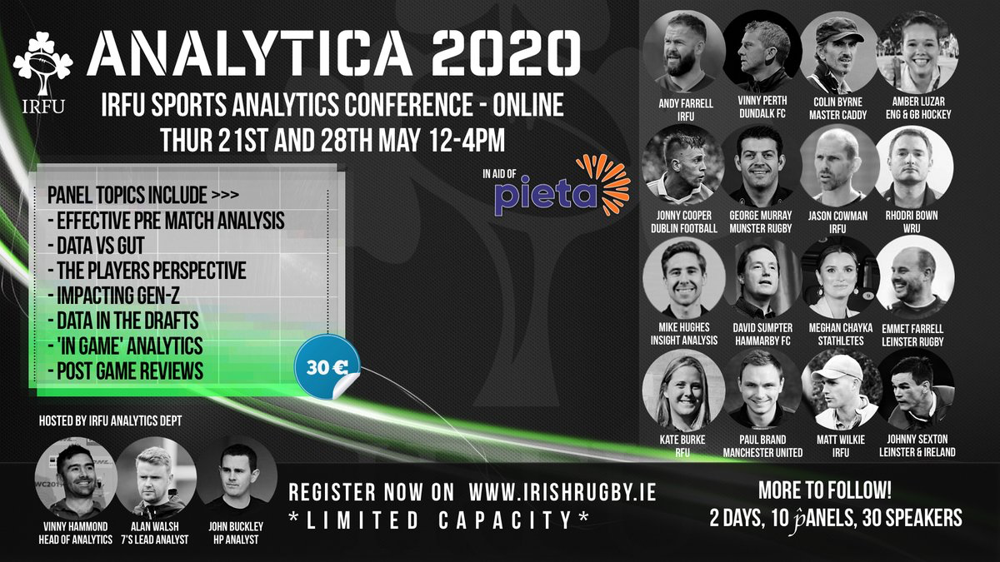 IRFU
ANALYTICA 2020
IRFU SPORTS ANALYTICS CONFERENCE - ONLINE
THUR 21ST AND 28TH MAY 12-4PM
IN AID OF
pieta
PANEL TOPICS INCLUDE >>>
- EFFECTIVE PRE MATCH ANALYSIS
- DATA VS GUT
- THE PLAYERS PERSPECTIVE
- IMPACTING GEN-Z
- DATA IN THE DRAFTS
- 'IN GAME' ANALYTICS
- POST GAME REVIEWS
30 €
HOSTED BY IRFU ANALYTICS DEPT
VINNY HAMMOND
HEAD OF ANALYTICS
ALAN WALSH
7'S LEAD ANALYST
JOHN BUCKLEY
HP ANALYST
ANDY FARRELL
IRFU
VINNY PERTH
DUNDALK FC
COLIN BYRNE
MASTER CADDY
AMBER LUZAR
ENG & GB HOCKEY
JONNY COOPER
DUBLIN FOOTBALL
GEORGE MURRAY
MUNSTER RUGBY
JASON COWMAN
IRFU
RHODRI BOWN
WRU
MIKE HUGHES
INSIGHT ANALYSIS
DAVID SUMPTER
HAMMARBY FC
MEGHAN CHAYKA
STATHLETES
EMMET FARRELL
LEINSTER RUGBY
KATE BURKE
RFU
PAUL BRAND
MANCHESTER UNITED
MATT WILKIE
IRFU
JOHNNY SEXTON
LEINSTER & IRELAND
REGISTER NOW ON WWW.IRISHRUGBY.IE
*LIMITED CAPACITY*
MORE TO FOLLOW!
2 DAYS, 10 PANELS, 30 SPEAKERS